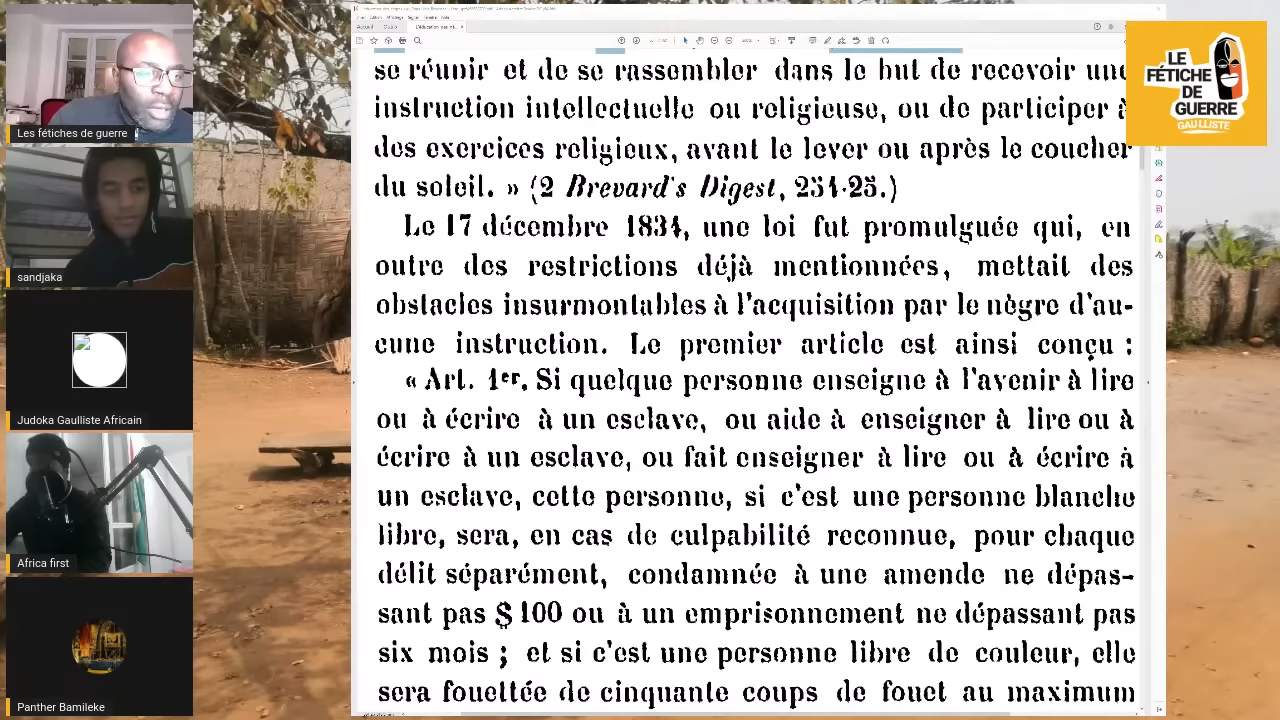 Les fétiches de guerre
sandjaka
Judoka Gaulliste Africain
Africa first
Panther Bamileke
Accueil Outils
se réunir et de se rassembler dans le but de recevoir une
instruction intellectuelle ou religieuse, ou de participer à
des exercices religieux, avant le lever ou après le coucher
du soleil. » (2 Brevard's Digest, 254-25.)
Le 17 décembre 1834, une loi fut promulguée qui, en
outre des restrictions déjà mentionnées, mettait des
obstacles insurmontables à l'acquisition par le nègre d'au-
cune instruction. Le premier article est ainsi conçu :
« Art. 1er. Si quelque personne enseigne à l'avenir à lire
ou à écrire à un esclave, ou aide à enseigner à lire ou à
écrire à un esclave, ou fait enseigner à lire ou à écrire à
un esclave, cette personne, si c'est une personne blanche
libre, sera, en cas de culpabilité reconnue, pour chaque
délit séparément, condamnée à une amende ne dépas-
sant pas $ 100 ou à un emprisonnement ne dépassant pas
six mois ; et si c'est une personne libre de couleur, elle
sera fouettée de cinquante coups de fouet au maximum
LE
FÉTICHE
DE
GUERRE
GAULLISTE